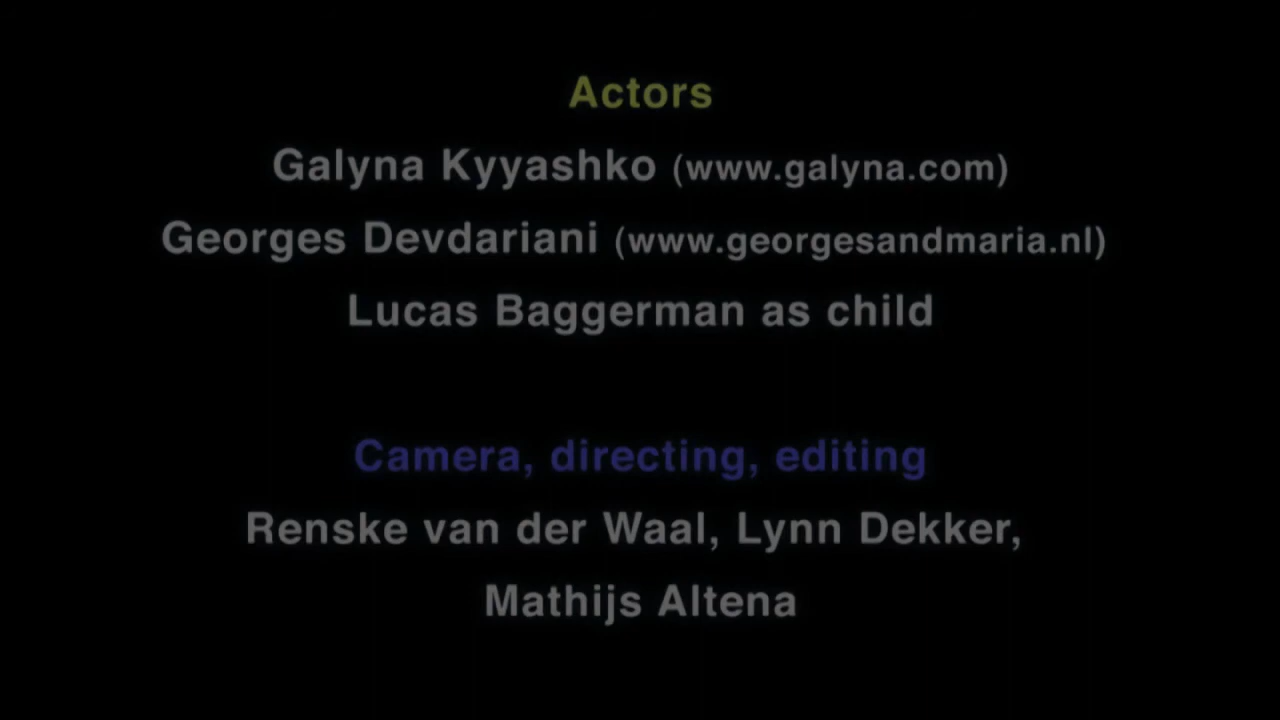 Actors
Galyna Kyyashko (www.galyna.com)
Georges Devdariani (www.georgesandmaria.nl)
Lucas Baggerman as child
Camera, directing, editing
Renske van der Waal, Lynn Dekker,
Mathijs Altena